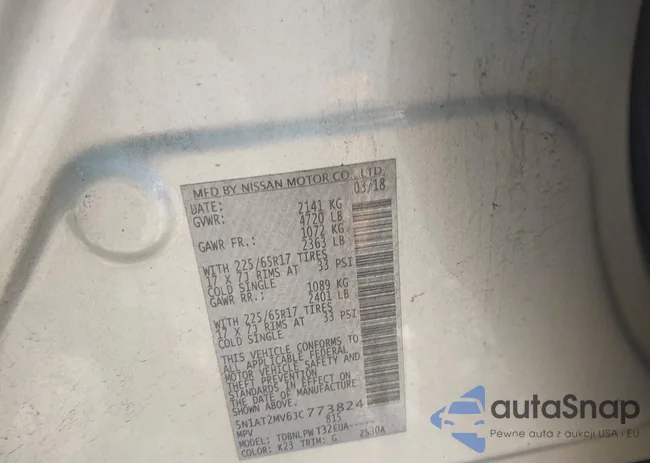 MFD BY NISSAN MOTOR CO., LTD.
DATE: 03/18
GVWR: 2141 KG
4720 LB
GAWR FR.: 1072 KG
2363 LB
WITH 225/65R17 TIRES
17 X 7J RIMS AT 33 PSI
COLD SINGLE
GAWR RR.: 1089 KG
2401 LB
WITH 225/65R17 TIRES
17 X 7J RIMS AT 33 PSI
COLD SINGLE
THIS VEHICLE CONFORMS TO
ALL APPLICABLE FEDERAL
MOTOR VEHICLE SAFETY AND
THEFT PREVENTION
STANDARDS IN EFFECT ON
THE DATE OF MANUFACTURE
SHOWN ABOVE.
5N1AT2MV6JC773824
MPV 815
MODEL: TDBNLPW T32EUA-----
COLOR: K23 TRIM: G 2530A
autoSnap
Pewne auta z aukcji USA i EU